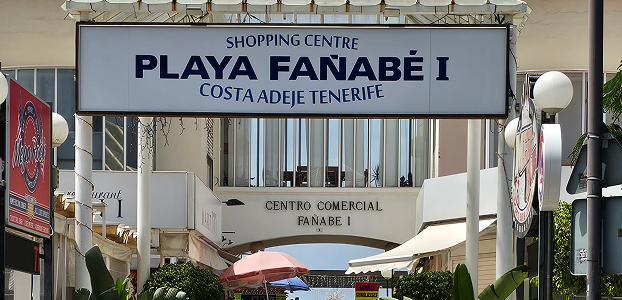 SHOPPING CENTRE
PLAYA FAÑABÉ I
COSTA ADEJE TENERIFE
CENTRO COMERCIAL
FAÑABE I